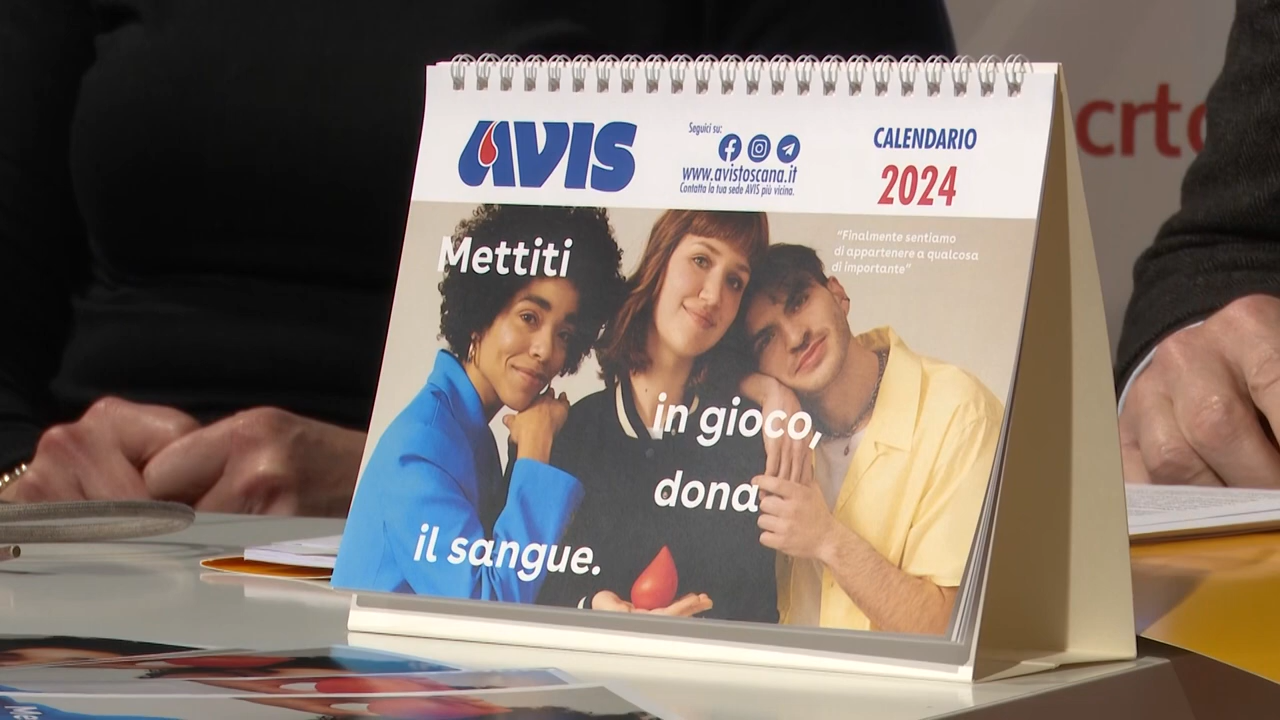 AVIS
Seguici su:
www.avistoscana.it
Contatta la tua sede AVIS più vicina.
CALENDARIO
2024
"Finalmente sentiamo
di appartenere a qualcosa
di importante"
Mettiti
in gioco,
dona
il sangue.
crt